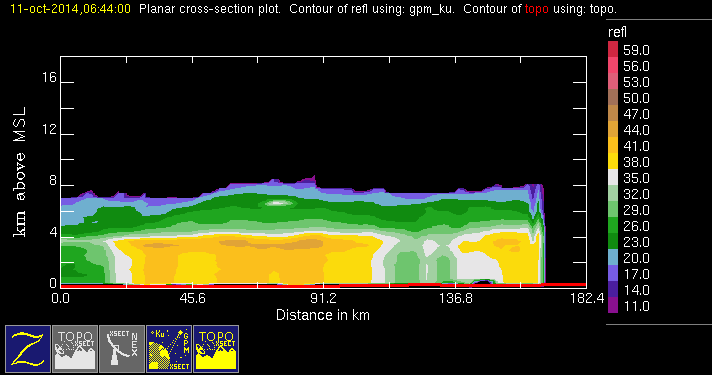 11-oct-2014,06:44:00 Planar cross-section plot. Contour of refl using: gpm_ku. Contour of topo using: topo.
refl
59.0
56.0
53.0
50.0
47.0
44.0
41.0
38.0
35.0
32.0
29.0
26.0
23.0
20.0
17.0
14.0
11.0
km above MSL
16
12
8
4
0
0.0 45.6 91.2 136.8 182.4
Distance in km
Z
TOPO
XSECT
XSECT
Ku
GPM
XSECT
TOPO
XSECT